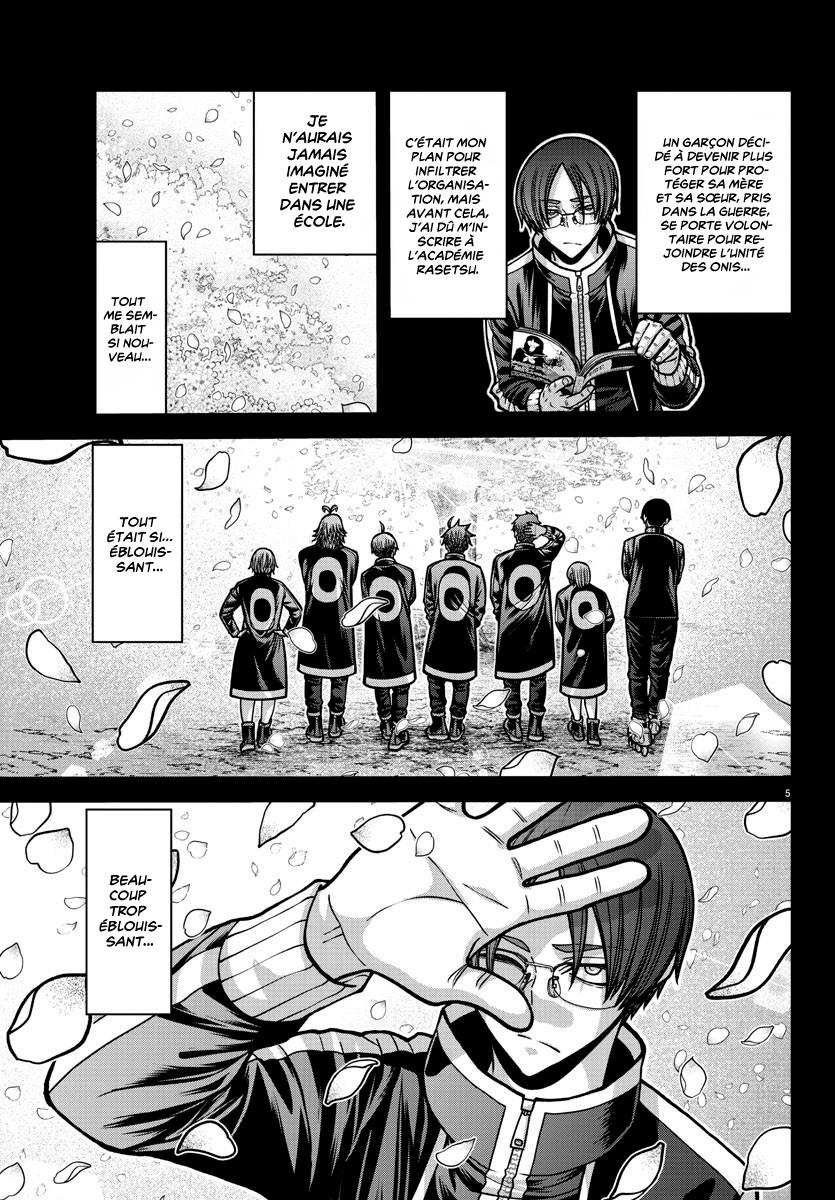 UN GARÇON DÉCI-
DÉ À DEVENIR PLUS
FORT POUR PRO-
TÉGER SA MÈRE
ET SA SŒUR, PRIS
DANS LA GUERRE,
SE PORTE VOLON-
TAIRE POUR RE-
JOINDRE L'UNITÉ
DES ONIS...
C'ÉTAIT MON
PLAN POUR
INFILTRER
L'ORGANISA-
TION, MAIS
AVANT CELA,
J'AI DÛ M'IN-
SCRIRE À
L'ACADÉMIE
RASETSU.
JE
N'AURAIS
JAMAIS
IMAGINÉ
ENTRER
DANS UNE
ÉCOLE.
TOUT
ME SEM-
BLAIT
SI NOU-
VEAU...
TOUT
ÉTAIT SI...
ÉBLOUIS-
SANT...
5
BEAU-
COUP
TROP
ÉBLOUIS-
SANT...